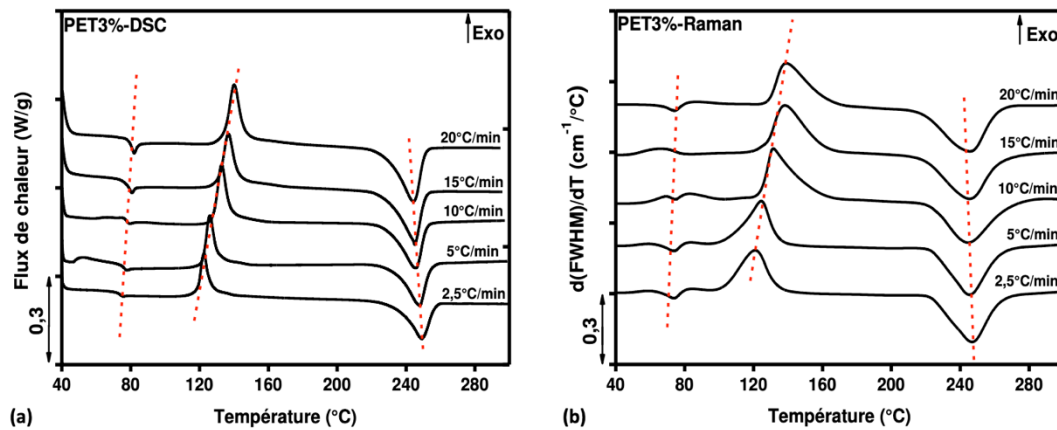 PET3%-DSC
Exo
20°C/min
15°C/min
10°C/min
5°C/min
2,5°C/min
Flux de chaleur (W/g)
0,3
40 80 120 160 200 240 280
Température (°C)
(a)
PET3%-Raman
Exo
20°C/min
15°C/min
10°C/min
5°C/min
2,5°C/min
d(FWHM)/dT (cm⁻¹/°C)
0,3
40 80 120 160 200 240 280
Température (°C)
(b)